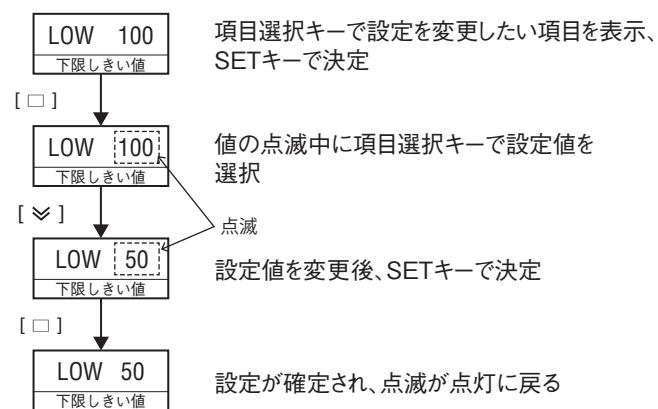 LOW 100
下限しきい値
項目選択キーで設定を変更したい項目を表示、
SETキーで決定
[ □ ]
LOW 100
下限しきい値
値の点滅中に項目選択キーで設定値を
選択
[ ]
点滅
LOW 50
下限しきい値
設定値を変更後、SETキーで決定
[ □ ]
LOW 50
下限しきい値
設定が確定され、点滅が点灯に戻る